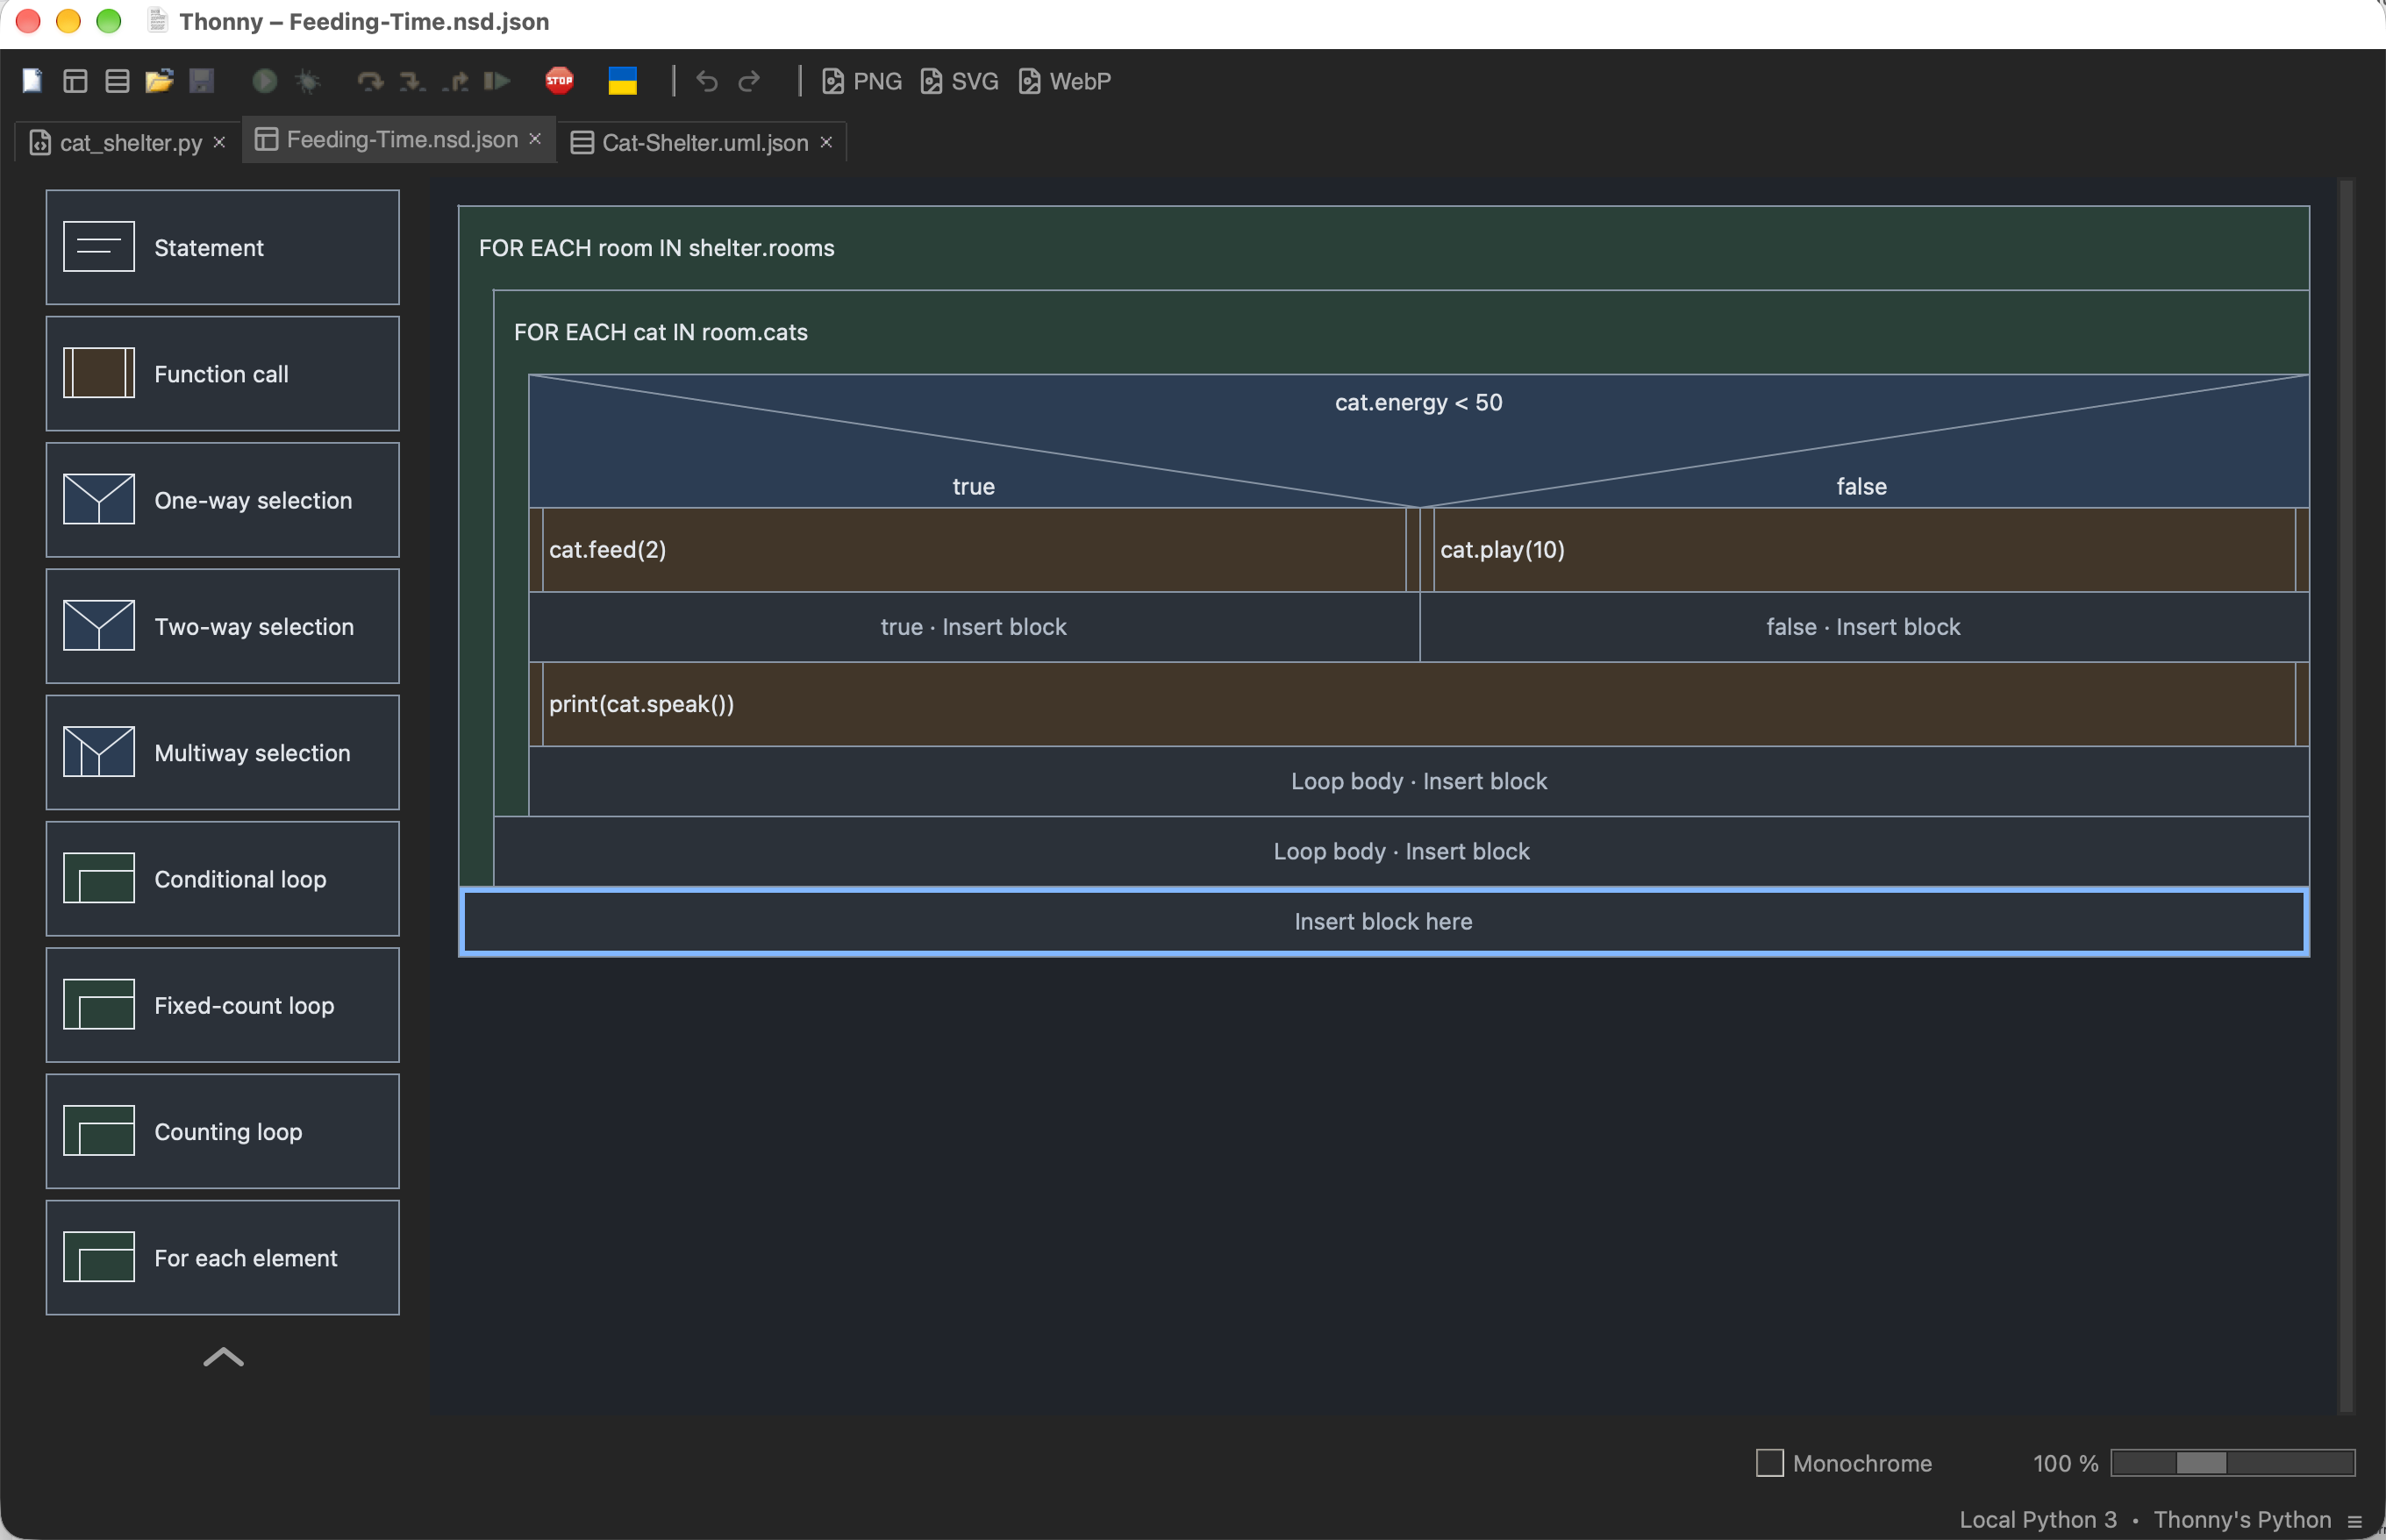 Thonny – Feeding-Time.nsd.json
STOP
PNG
SVG
WebP
cat_shelter.py ×
Feeding-Time.nsd.json ×
Cat-Shelter.uml.json ×
Statement
Function call
One-way selection
Two-way selection
Multiway selection
Conditional loop
Fixed-count loop
Counting loop
For each element
FOR EACH room IN shelter.rooms
FOR EACH cat IN room.cats
cat.energy < 50
true
false
cat.feed(2)
cat.play(10)
true · Insert block
false · Insert block
print(cat.speak())
Loop body · Insert block
Loop body · Insert block
Insert block here
Monochrome
100 %
Local Python 3 • Thonny's Python ≡